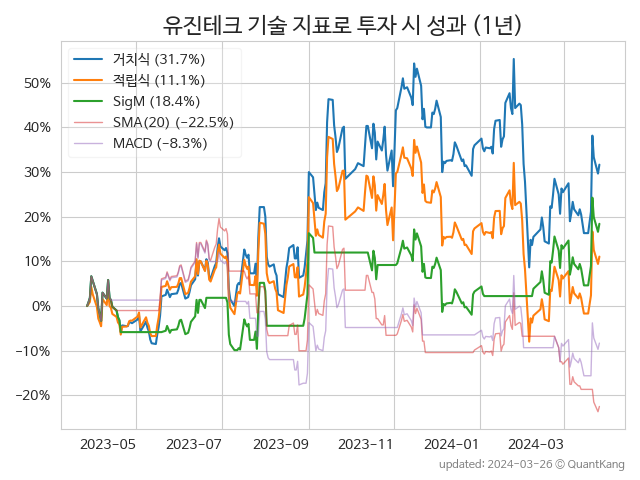 유진테크 기술 지표로 투자 시 성과 (1년)
거치식 (31.7%)
적립식 (11.1%)
SigM (18.4%)
SMA(20) (−22.5%)
MACD (−8.3%)
50%
40%
30%
20%
10%
0%
−10%
−20%
2023-05 2023-07 2023-09 2023-11 2024-01 2024-03
updated: 2024-03-26 © QuantKang